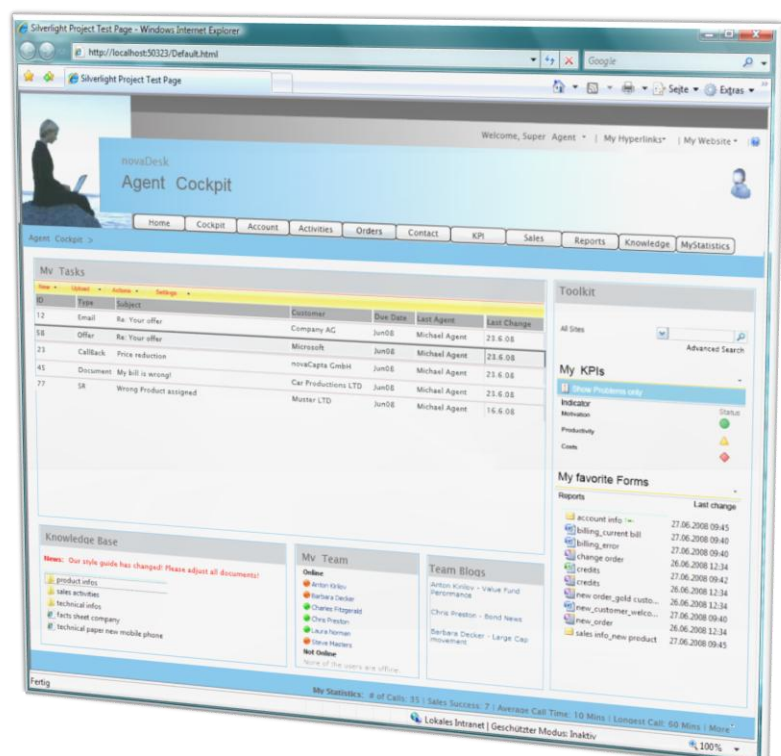 Silverlight Project Test Page - Windows Internet Explorer
http://localhost:50323/Default.html
Google
Silverlight Project Test Page
Seite Extras
Welcome, Super Agent | My Hyperlinks | My Website
novaDesk
Agent Cockpit
Home Cockpit Account Activities Orders Contact KPI Sales Reports Knowledge MyStatistics
Agent Cockpit >
My Tasks
New Upload Actions Settings
ID Type Subject Customer Due Date Last Agent Last Change
12 Email Re: Your offer Company AG Jun08 Michael Agent 23.6.08
58 Offer Re: Your offer Microsoft Jun08 Michael Agent 23.6.08
23 CallBack Price reduction novaCapta GmbH Jun08 Michael Agent 23.6.08
45 Document My bill is wrong! Car Productions LTD Jun08 Michael Agent 23.6.08
77 SR Wrong Product assigned Muster LTD Jun08 Michael Agent 16.6.08
Toolkit
All Sites
Advanced Search
My KPIs
Show Problems only
Indicator Status
Motivation
Productivity
Costs
My favorite Forms
Reports Last change
account info 27.06.2008 09:45
billing_current bill 27.06.2008 09:40
billing_error 27.06.2008 09:40
change order 26.06.2008 12:34
credits 27.06.2008 09:42
credits 26.06.2008 12:34
new order_gold custo... 26.06.2008 12:34
new_customer_welco... 27.06.2008 09:40
new_order 26.06.2008 12:34
sales info_new product 27.06.2008 09:45
Knowledge Base
News: Our style guide has changed! Please adjust all documents!
product infos
sales activities
technical infos
facts sheet company
technical paper new mobile phone
My Team
Online
Anton Kirilov
Barbara Decker
Charles Fitzgerald
Chris Preston
Laura Norman
Steve Masters
Not Online
None of the users are offline.
Team Blogs
Anton Kirilov - Value Fund
Performance
Chris Preston - Bond News
Barbara Decker - Large Cap
movement
My Statistics: # of Calls: 35 | Sales Success: 7 | Average Call Time: 10 Mins | Longest Call: 60 Mins | More
Fertig
Lokales Intranet | Geschützter Modus: Inaktiv
100%